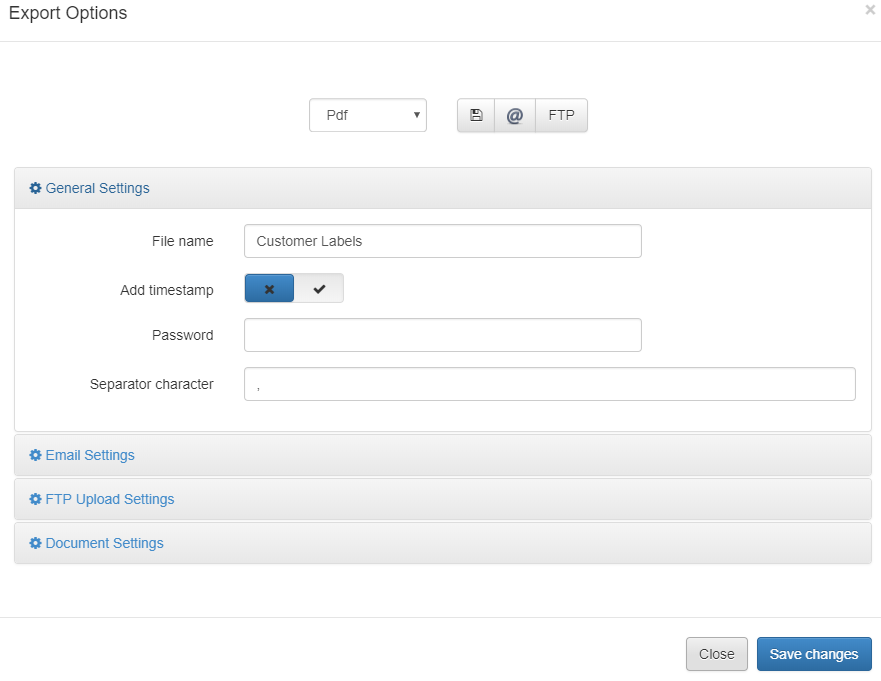 Export Options
Pdf
@ FTP
General Settings
File name Customer Labels
Add timestamp
Password
Separator character ,
Email Settings
FTP Upload Settings
Document Settings
Close Save changes